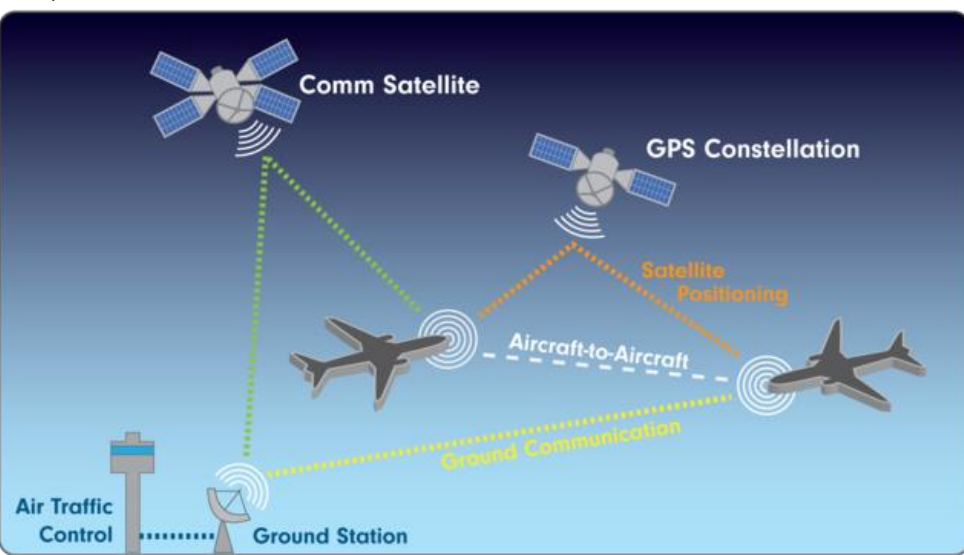 Comm Satellite
GPS Constellation
Satellite
Positioning
Aircraft-to-Aircraft
Ground Communication
Air Traffic
Control
Ground Station